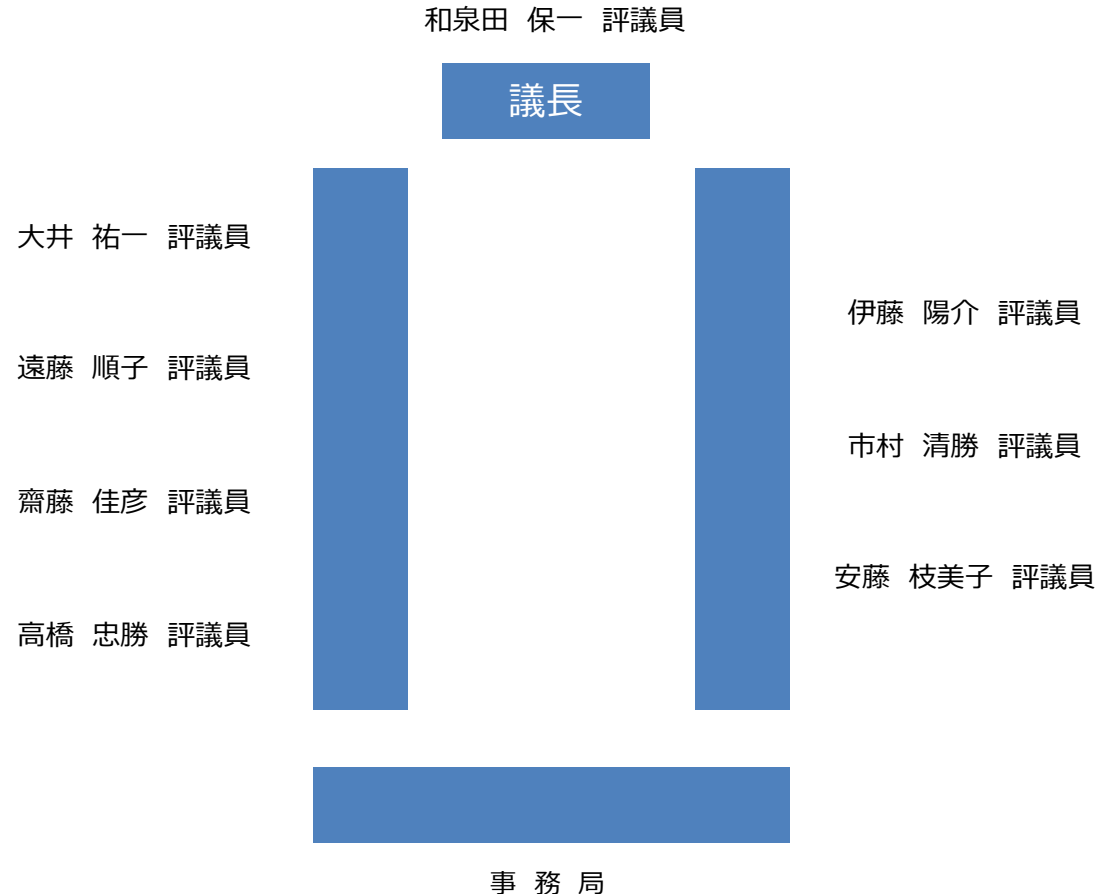 和泉田 保一 評議員
議長
大井 祐一 評議員
伊藤 陽介 評議員
遠藤 順子 評議員
市村 清勝 評議員
齋藤 佳彦 評議員
安藤 枝美子 評議員
高橋 忠勝 評議員
事 務 局